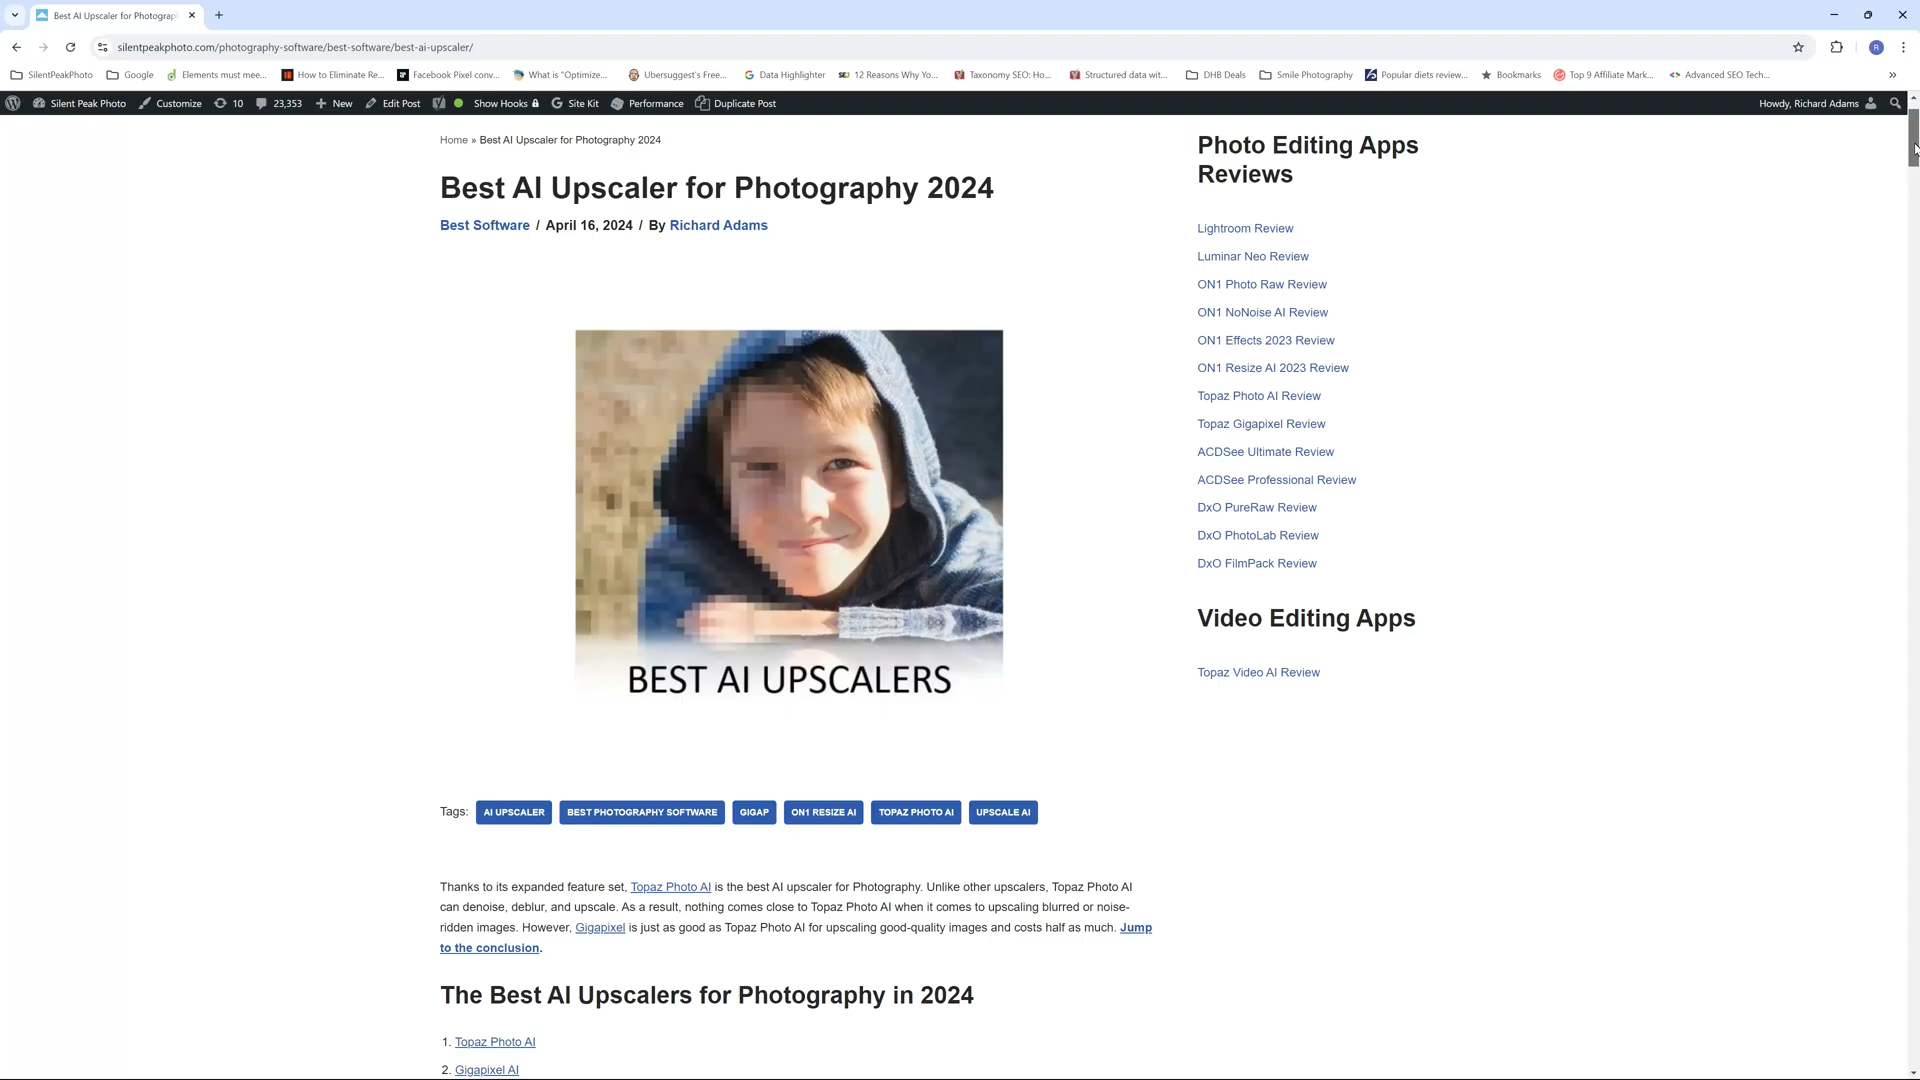 Best AI Upscaler for Photograp
silentpeakphoto.com/photography-software/best-software/best-ai-upscaler/
R
SilentPeakPhoto Google Elements must mee... How to Eliminate Re... Facebook Pixel conv... What is "Optimize... Ubersuggest's Free... Data Highlighter 12 Reasons Why Yo... Taxonomy SEO: Ho... Structured data wit... DHB Deals Smile Photography Popular diets review... Bookmarks Top 9 Affiliate Mark... Advanced SEO Tech... »
Silent Peak Photo Customize 10 23,353 New Edit Post Show Hooks Site Kit Performance Duplicate Post Howdy, Richard Adams
Home » Best AI Upscaler for Photography 2024
Best AI Upscaler for Photography 2024
Best Software / April 16, 2024 / By Richard Adams
BEST AI UPSCALERS
Tags: AI UPSCALER BEST PHOTOGRAPHY SOFTWARE GIGAP ON1 RESIZE AI TOPAZ PHOTO AI UPSCALE AI
Thanks to its expanded feature set, Topaz Photo AI is the best AI upscaler for Photography. Unlike other upscalers, Topaz Photo AI
can denoise, deblur, and upscale. As a result, nothing comes close to Topaz Photo AI when it comes to upscaling blurred or noise-
ridden images. However, Gigapixel is just as good as Topaz Photo AI for upscaling good-quality images and costs half as much. Jump
to the conclusion.
The Best AI Upscalers for Photography in 2024
1. Topaz Photo AI
2. Gigapixel AI
Photo Editing Apps
Reviews
Lightroom Review
Luminar Neo Review
ON1 Photo Raw Review
ON1 NoNoise AI Review
ON1 Effects 2023 Review
ON1 Resize AI 2023 Review
Topaz Photo AI Review
Topaz Gigapixel Review
ACDSee Ultimate Review
ACDSee Professional Review
DxO PureRaw Review
DxO PhotoLab Review
DxO FilmPack Review
Video Editing Apps
Topaz Video AI Review